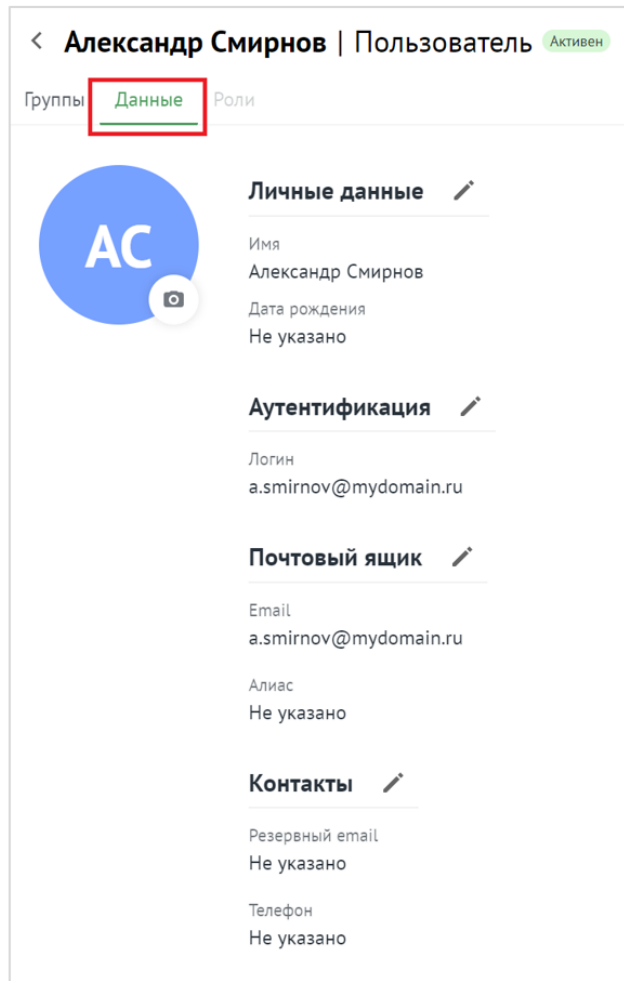 Александр Смирнов | Пользователь Активен
Группы Данные Роли
АС
Личные данные
Имя
Александр Смирнов
Дата рождения
Не указано
Аутентификация
Логин
a.smirnov@mydomain.ru
Почтовый ящик
Email
a.smirnov@mydomain.ru
Алиас
Не указано
Контакты
Резервный email
Не указано
Телефон
Не указано